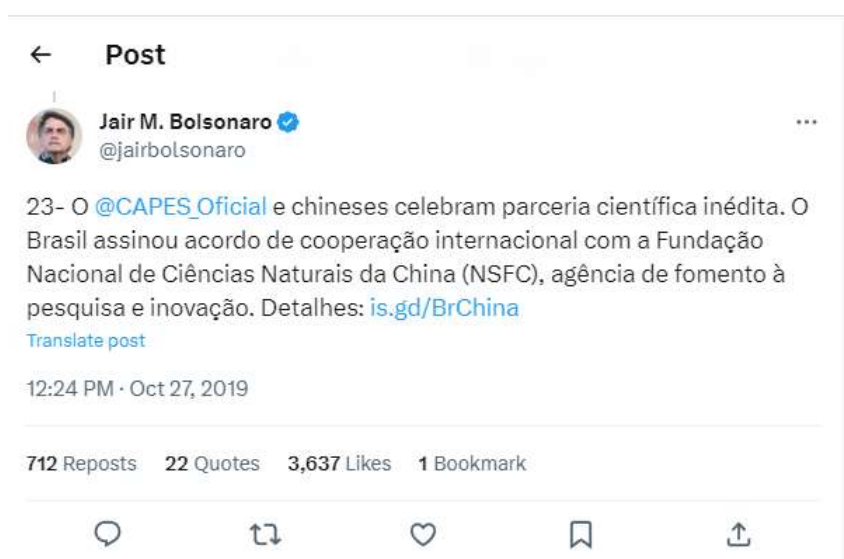 Post
Jair M. Bolsonaro
@jairbolsonaro
23- O @CAPES_Oficial e chineses celebram parceria científica inédita. O
Brasil assinou acordo de cooperação internacional com a Fundação
Nacional de Ciências Naturais da China (NSFC), agência de fomento à
pesquisa e inovação. Detalhes: is.gd/BrChina
Translate post
12:24 PM · Oct 27, 2019
712 Reposts 22 Quotes 3,637 Likes 1 Bookmark